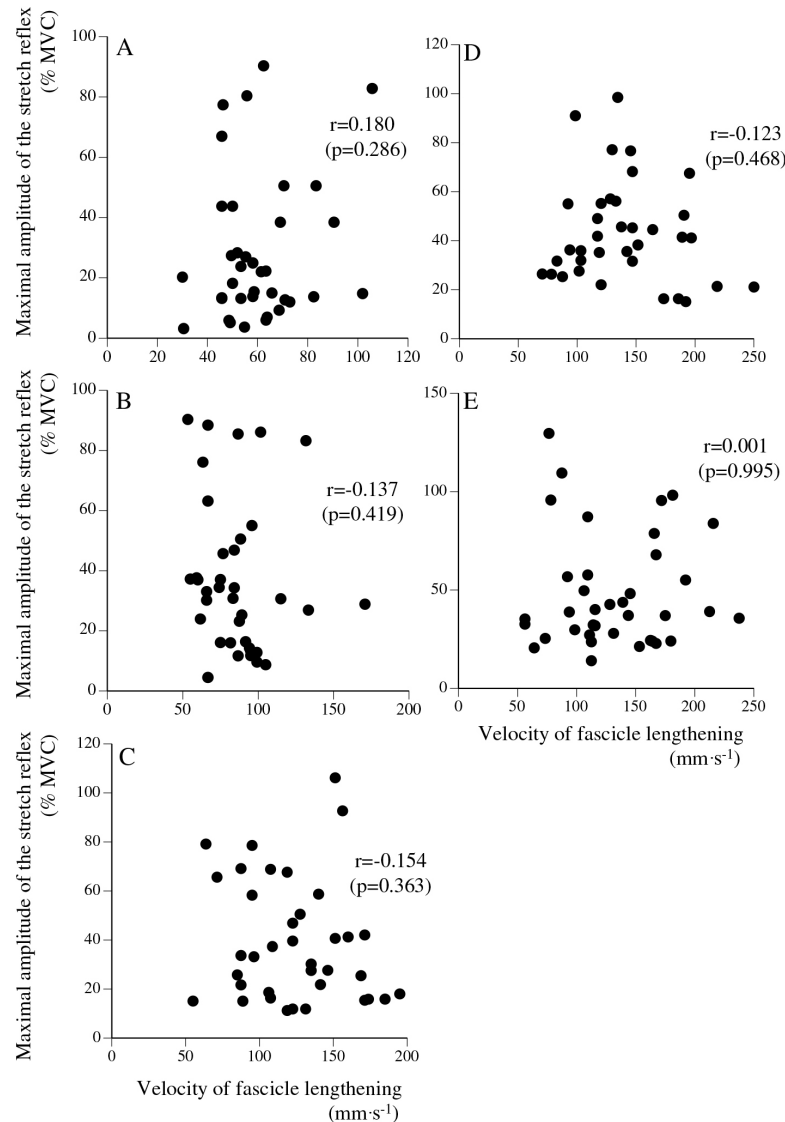 Maximal amplitude of the stretch reflex
(% MVC)
A
100
80
60
40
20
0
0 20 40 60 80 100 120
r=0.180
(p=0.286)
D
120
100
80
60
40
20
0
0 50 100 150 200 250
r=-0.123
(p=0.468)
Maximal amplitude of the stretch reflex
(% MVC)
B
100
80
60
40
20
0
0 50 100 150 200
r=-0.137
(p=0.419)
E
150
100
50
0
0 50 100 150 200 250
r=0.001
(p=0.995)
Velocity of fascicle lengthening
(mm·s-1)
Maximal amplitude of the stretch reflex
(% MVC)
C
120
100
80
60
40
20
0
0 50 100 150 200
r=-0.154
(p=0.363)
Velocity of fascicle lengthening
(mm·s-1)